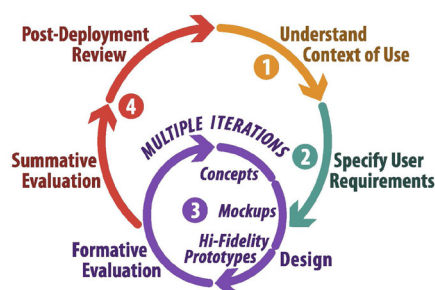 Post-Deployment
Review
Understand
Context of Use
1
4
MULTIPLE ITERATIONS
2
Summative
Evaluation
Specify User
Requirements
Concepts
3
Mockups
Hi-Fidelity
Prototypes
Formative
Evaluation
Design